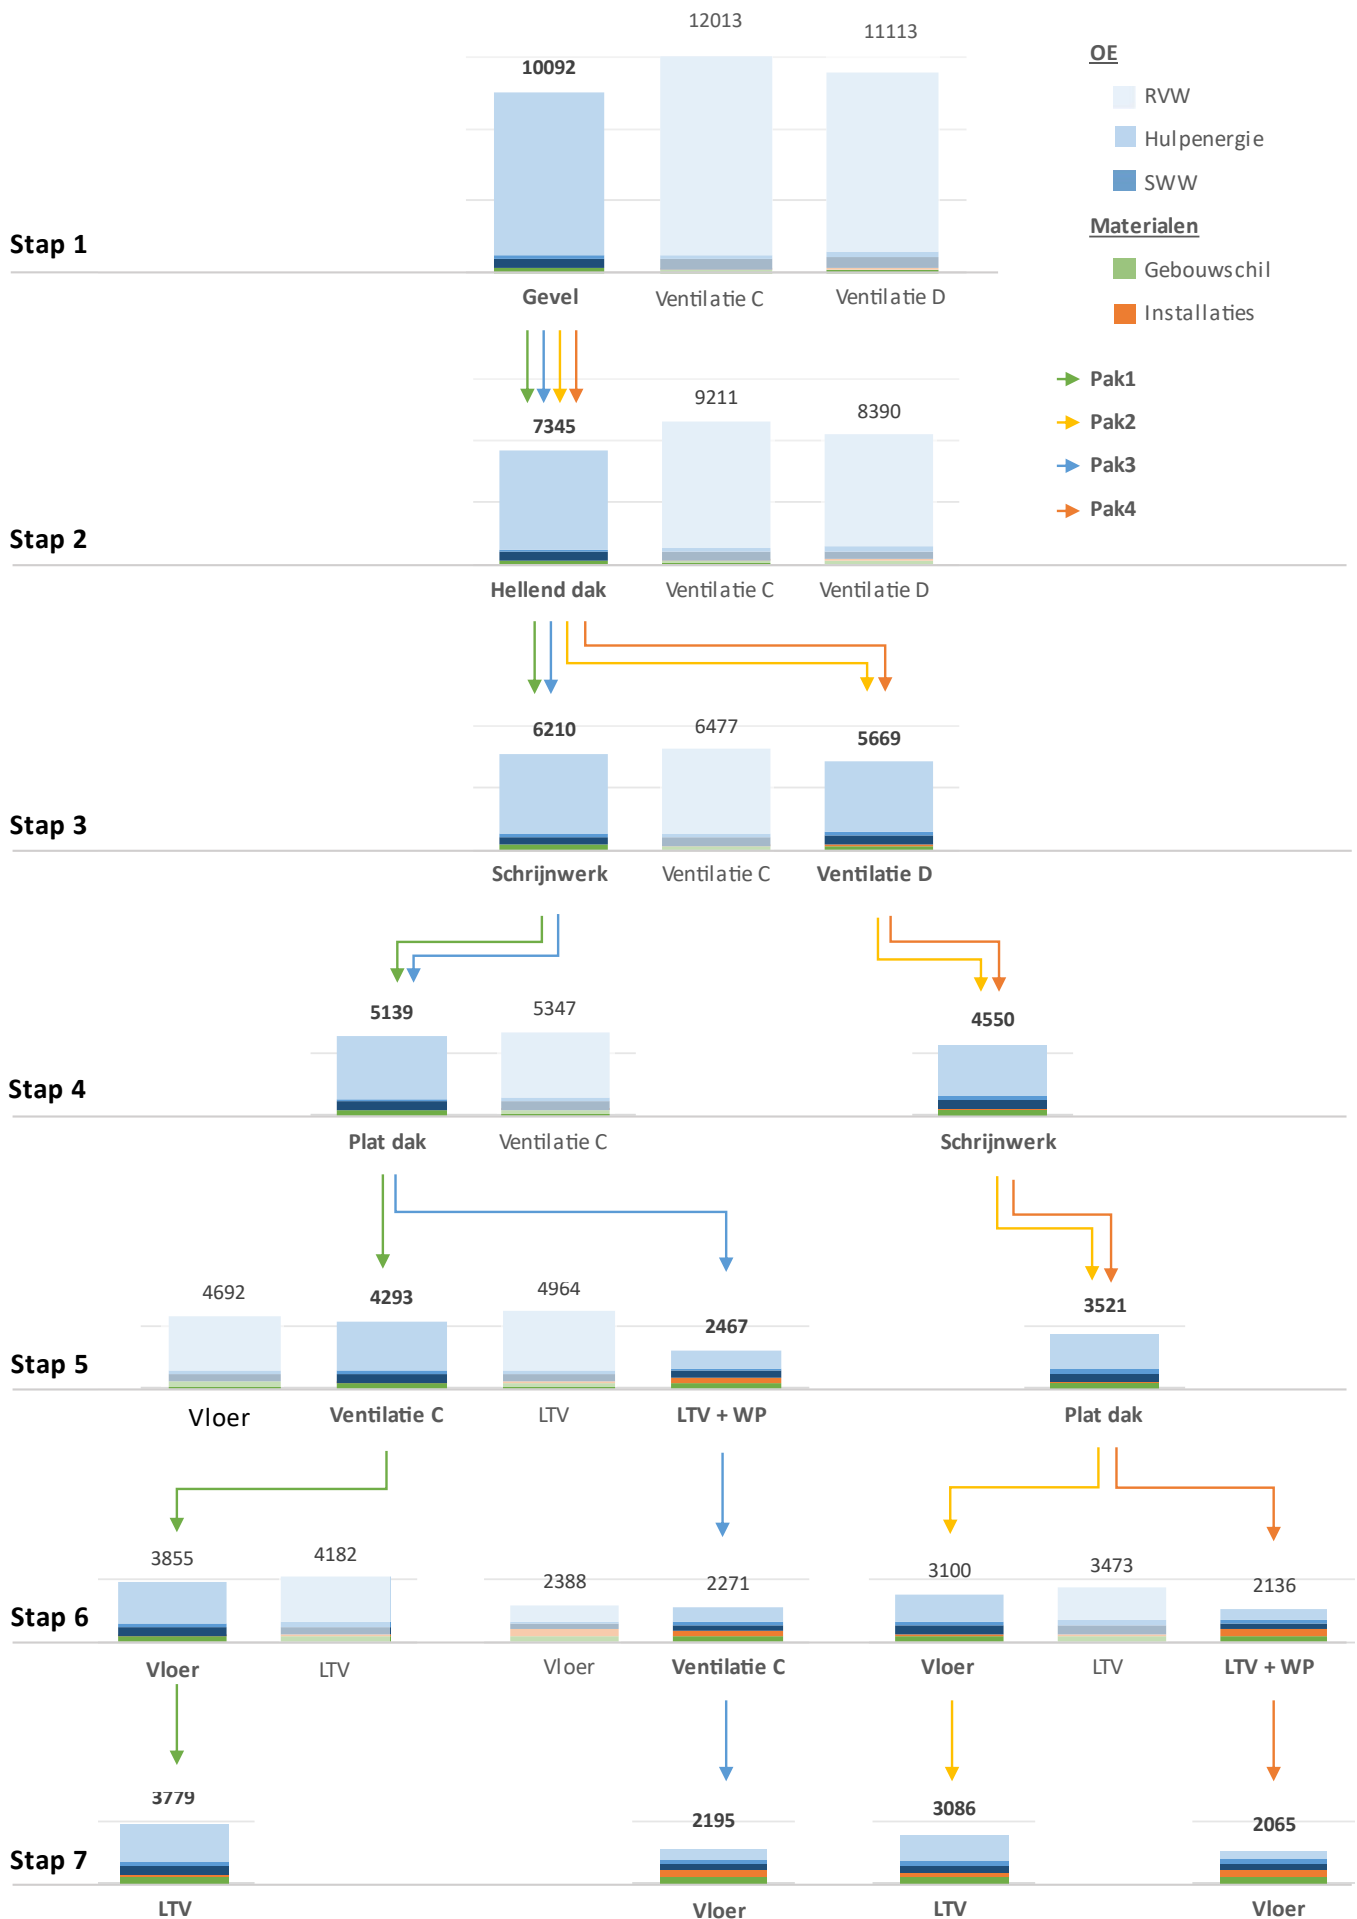 12013
11113
10092
OE
RVW
Hulpenergie
SWW
Materialen
Gebouwschil
Installaties
Stap 1
Gevel
Ventilatie C
Ventilatie D
Pak1
Pak2
Pak3
Pak4
7345
9211
8390
Stap 2
Hellend dak
Ventilatie C
Ventilatie D
6210
6477
5669
Stap 3
Schrijnwerk
Ventilatie C
Ventilatie D
5139
5347
4550
Stap 4
Plat dak
Ventilatie C
Schrijnwerk
4692
4293
4964
2467
3521
Stap 5
Vloer
Ventilatie C
LTV
LTV + WP
Plat dak
3855
4182
2388
2271
3100
3473
2136
Stap 6
Vloer
LTV
Vloer
Ventilatie C
Vloer
LTV
LTV + WP
3779
2195
3086
2065
Stap 7
LTV
Vloer
LTV
Vloer